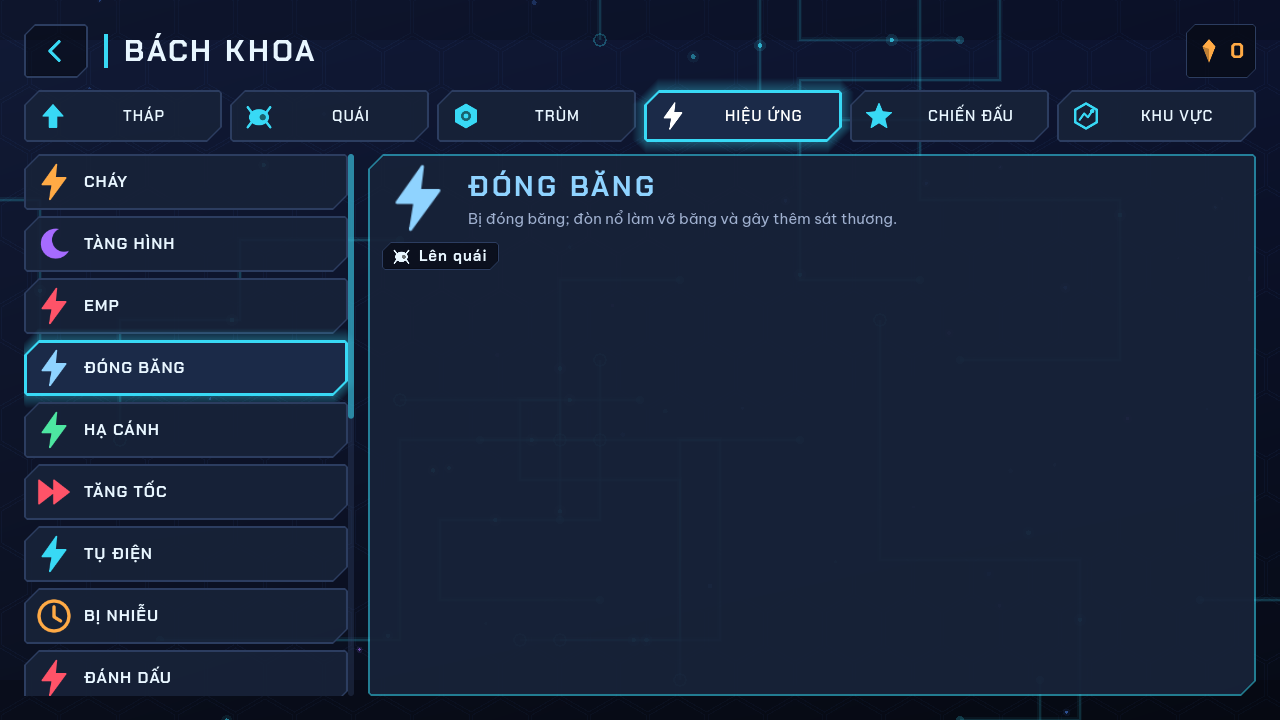 BÁCH KHOA
0
THÁP
QUÁI
TRÙM
HIỆU ỨNG
CHIẾN ĐẤU
KHU VỰC
CHÁY
TÀNG HÌNH
EMP
ĐÓNG BĂNG
HẠ CÁNH
TĂNG TỐC
TỤ ĐIỆN
BỊ NHIỄU
ĐÁNH DẤU
ĐÓNG BĂNG
Bị đóng băng; đòn nổ làm vỡ băng và gây thêm sát thương.
Lên quái